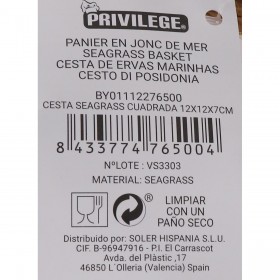 PRIVILEGE®
PANIER EN JONC DE MER
SEAGRASS BASKET
CESTA DE ERVAS MARINHAS
CESTO DI POSIDONIA
BY01112276500
CESTA SEAGRASS CUADRADA 12X12X7CM
8 433774 765004
NºLOTE : VS3303
MATERIAL: SEAGRASS
LIMPIAR
CON UN
PAÑO SECO
Distribuido por: SOLER HISPANIA S.L.U.
C.I.F. B-96947916 - P.I. El Carrascot
Avda. del Plàstic ,17
46850 L´Olleria (Valencia) Spain